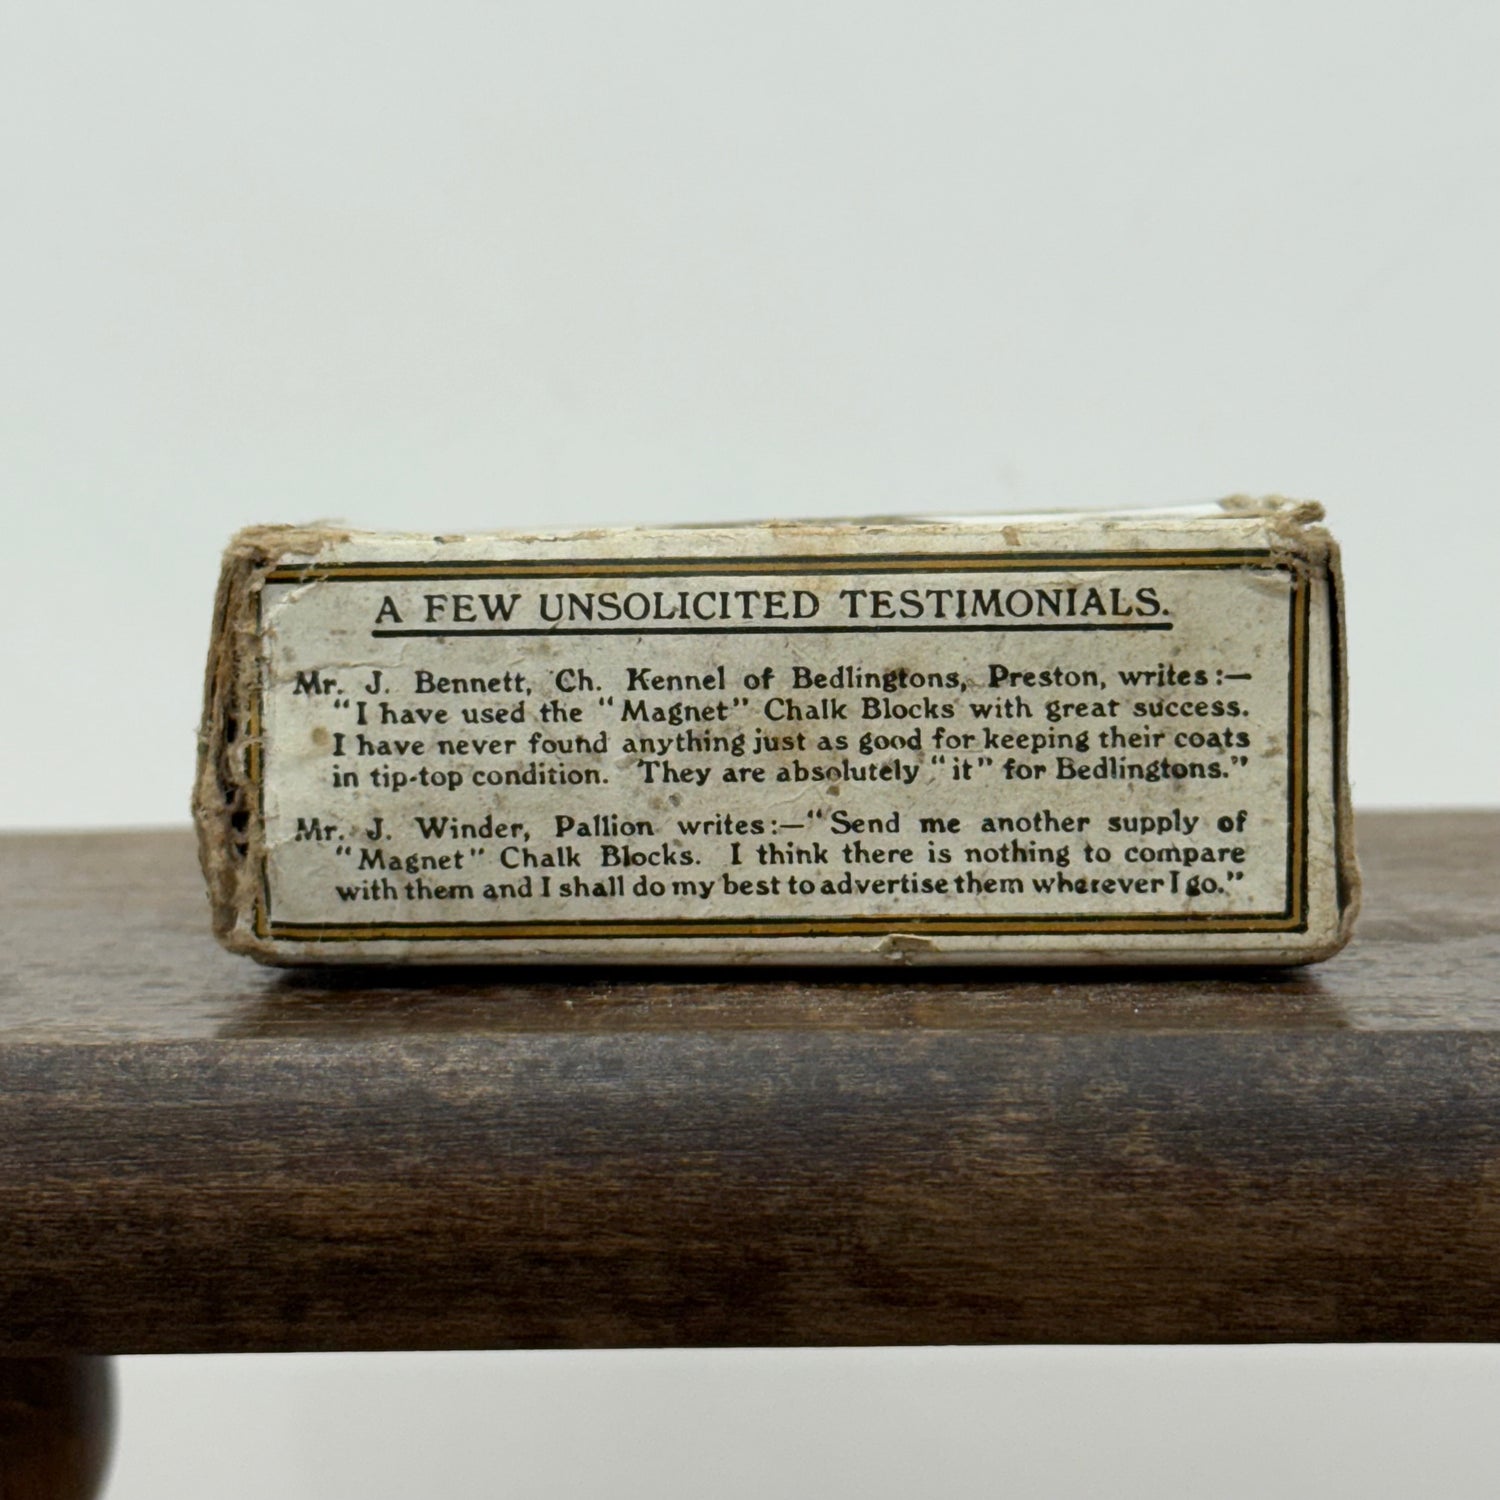 A FEW UNSOLICITED TESTIMONIALS.
Mr. J. Bennett, Ch. Kennel of Bedlingtons, Preston, writes:—
“I have used the “Magnet” Chalk Blocks with great success.
I have never found anything just as good for keeping their coats
in tip-top condition. They are absolutely “it” for Bedlingtons.”
Mr. J. Winder, Pallion writes:—“Send me another supply of
“Magnet” Chalk Blocks. I think there is nothing to compare
with them and I shall do my best to advertise them wherever I go.”